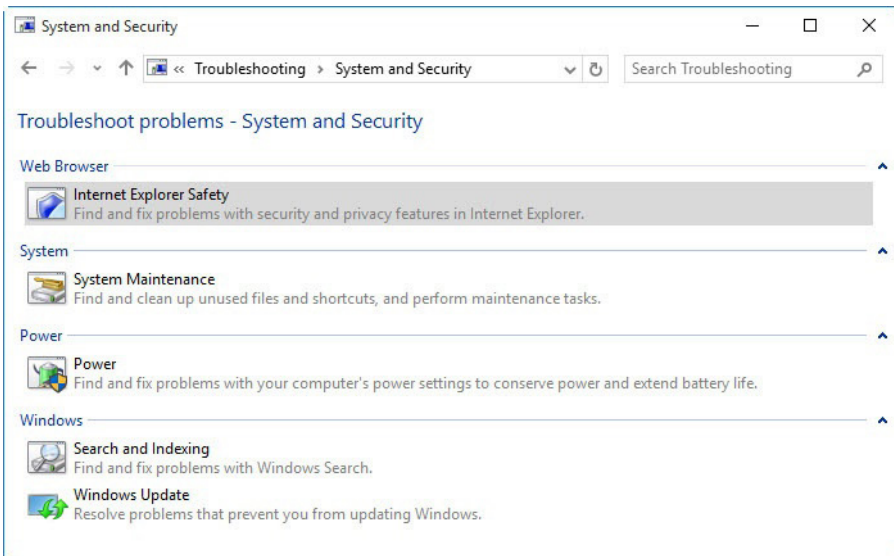 System and Security
« Troubleshooting › System and Security Search Troubleshooting
Troubleshoot problems - System and Security
Web Browser
Internet Explorer Safety
Find and fix problems with security and privacy features in Internet Explorer.
System
System Maintenance
Find and clean up unused files and shortcuts, and perform maintenance tasks.
Power
Power
Find and fix problems with your computer's power settings to conserve power and extend battery life.
Windows
Search and Indexing
Find and fix problems with Windows Search.
Windows Update
Resolve problems that prevent you from updating Windows.